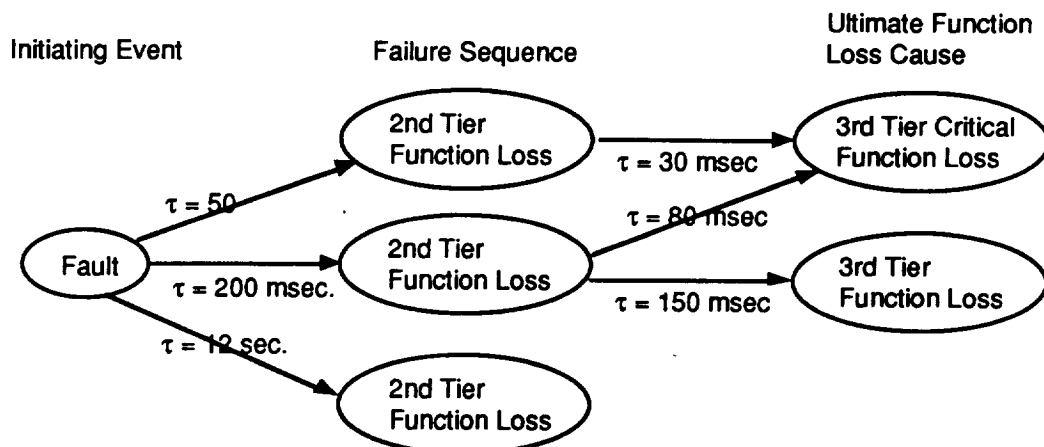 Initiating Event
Failure Sequence
Ultimate Function
Loss Cause
2nd Tier
Function Loss
3rd Tier Critical
Function Loss
τ = 30 msec
τ = 50
τ = 80 msec
Fault
2nd Tier
Function Loss
3rd Tier
Function Loss
τ = 200 msec.
τ = 150 msec
τ = 12 sec.
2nd Tier
Function Loss